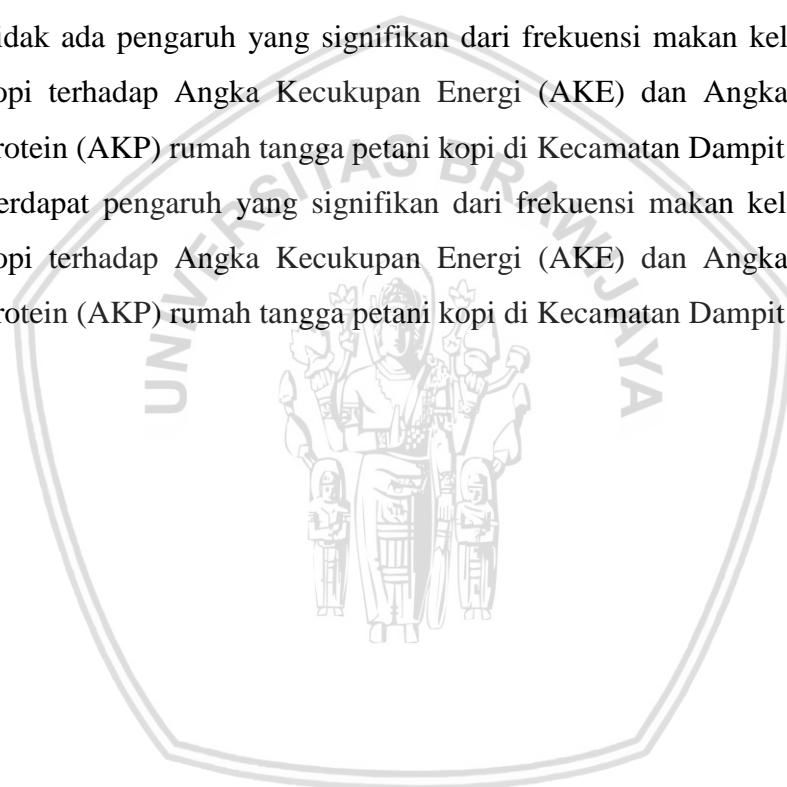 idak ada pengaruh yang signifikan dari frekuensi makan kel
opi terhadap Angka Kecukupan Energi (AKE) dan Angka
rotein (AKP) rumah tangga petani kopi di Kecamatan Dampit
erdapat pengaruh yang signifikan dari frekuensi makan kel
opi terhadap Angka Kecukupan Energi (AKE) dan Angka
rotein (AKP) rumah tangga petani kopi di Kecamatan Dampit
UNIVERSITAS BRAWIJAYA